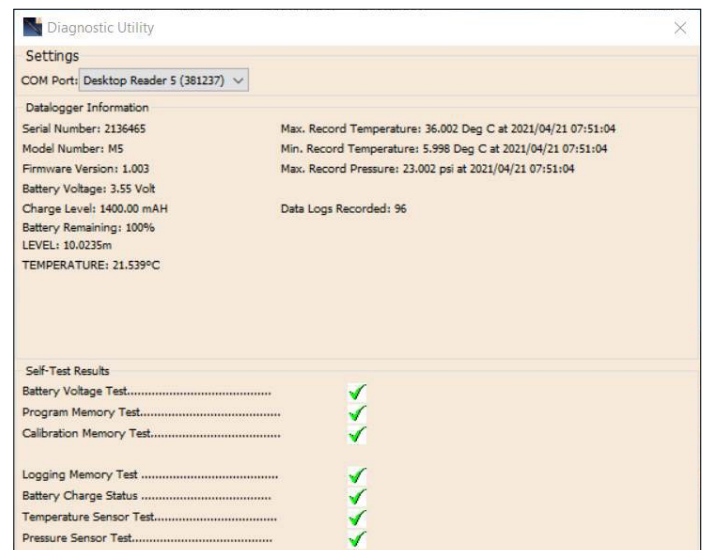 Diagnostic Utility
Settings
COM Port: Desktop Reader 5 (381237)
Datalogger Information
Serial Number: 2136465
Model Number: M5
Firmware Version: 1.003
Battery Voltage: 3.55 Volt
Charge Level: 1400.00 mAH
Battery Remaining: 100%
LEVEL: 10.0235m
TEMPERATURE: 21.539ºC
Max. Record Temperature: 36.002 Deg C at 2021/04/21 07:51:04
Min. Record Temperature: 5.998 Deg C at 2021/04/21 07:51:04
Max. Record Pressure: 23.002 psi at 2021/04/21 07:51:04
Data Logs Recorded: 96
Self-Test Results
Battery Voltage Test.........................................
Program Memory Test........................................
Calibration Memory Test.....................................
Logging Memory Test .......................................
Battery Charge Status .....................................
Temperature Sensor Test...................................
Pressure Sensor Test........................................